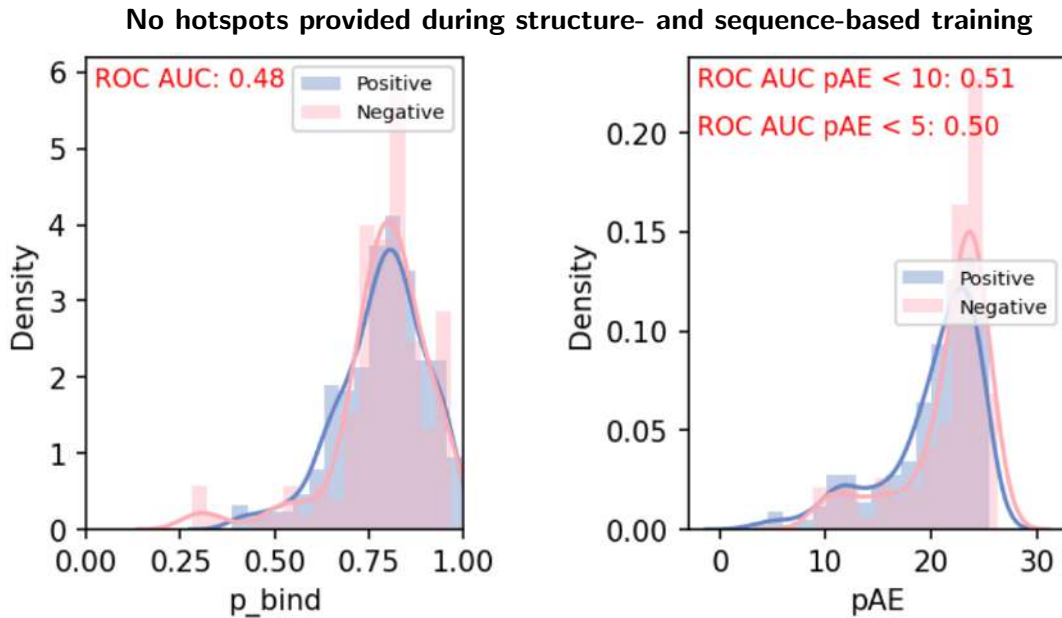 No hotspots provided during structure- and sequence-based training
ROC AUC: 0.48
Positive
Negative
6
5
4
3
2
1
0
Density
0.00 0.25 0.50 0.75 1.00
p_bind
ROC AUC pAE < 10: 0.51
ROC AUC pAE < 5: 0.50
Positive
Negative
0.20
0.15
0.10
0.05
0.00
Density
0 10 20 30
pAE